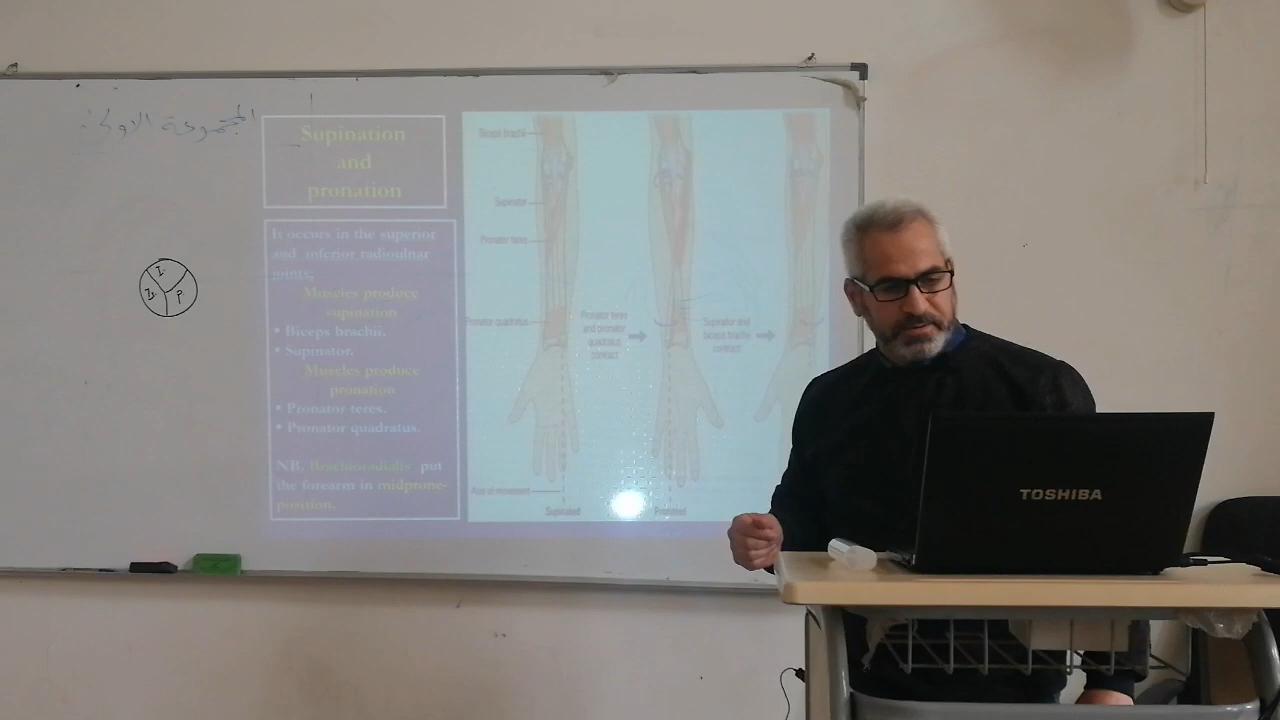 المجموعة الاولى:
I.
Is
P
Supination
and
pronation
It occurs in the superior
and inferior radioulnar
joints;
Muscles produce
supination
• Biceps brachii.
• Supinator.
Muscles produce
pronation
• Pronator teres.
• Pronator quadratus.
NB. Brachioradialis put
the forearm in midprone-
position.
Biceps brachii
Supinator
Pronator teres
Pronator quadratus
Pronator teres
and pronator
quadratus
contract
Supinator and
biceps brachii
contract
Axis of movement
Supinated
Pronated
TOSHIBA